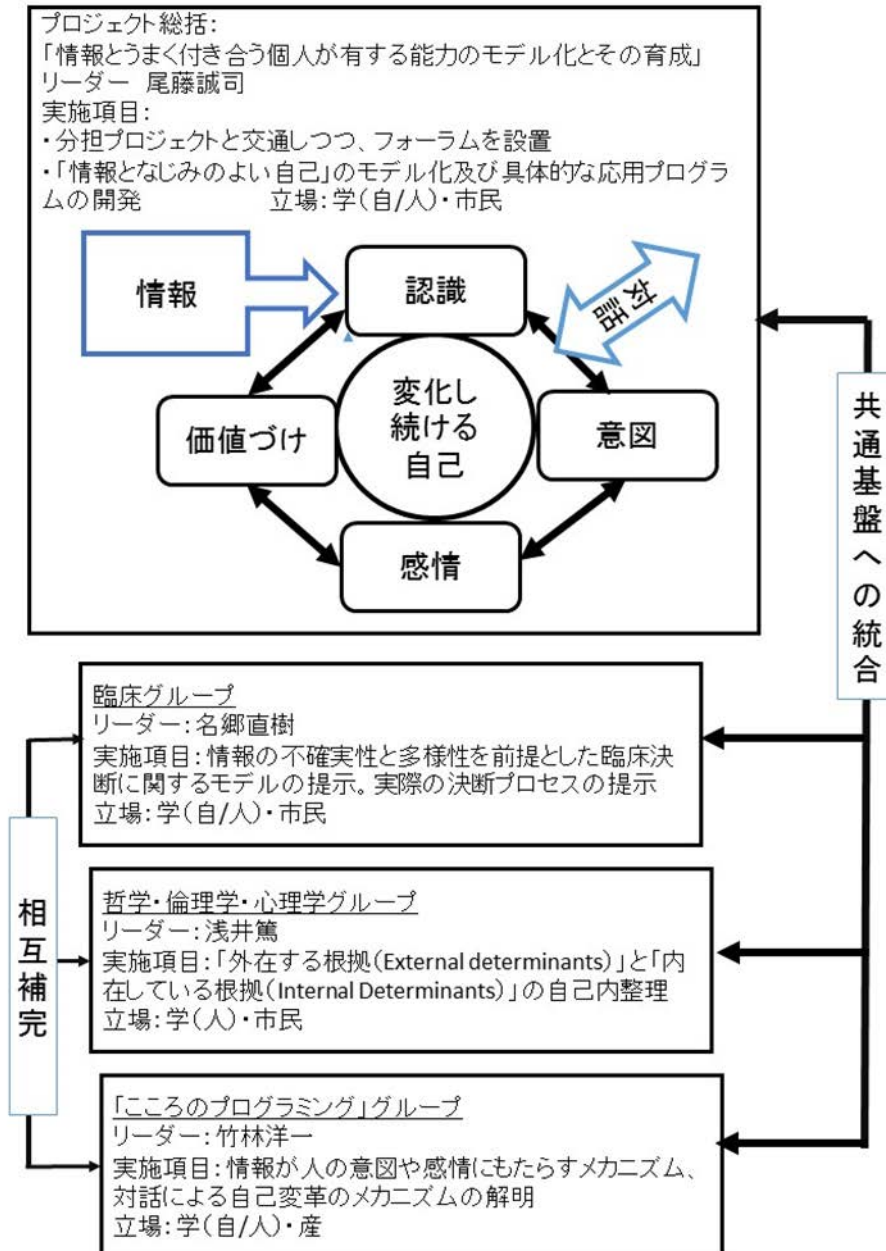 プロジェクト総括：
「情報とうまく付き合う個人が有する能力のモデル化とその育成」
リーダー　尾藤誠司
実施項目：
・分担プロジェクトと交通しつつ、フォーラムを設置
・「情報となじみのよい自己」のモデル化及び具体的な応用プログラ
ムの開発　　　　　　立場：学（自/人）・市民
情報
認識
対話
価値づけ
変化し
続ける
自己
意図
感情
共通基盤への統合
臨床グループ
リーダー：名郷直樹
実施項目：情報の不確実性と多様性を前提とした臨床決
断に関するモデルの提示。実際の決断プロセスの提示
立場：学（自/人）・市民
相互補完
哲学・倫理学・心理学グループ
リーダー：浅井篤
実施項目：「外在する根拠（External determinants）」と「内
在している根拠（Internal Determinants）」の自己内整理
立場：学（人）・市民
「こころのプログラミング」グループ
リーダー：竹林洋一
実施項目：情報が人の意図や感情にもたらすメカニズム、
対話による自己変革のメカニズムの解明
立場：学（自/人）・産